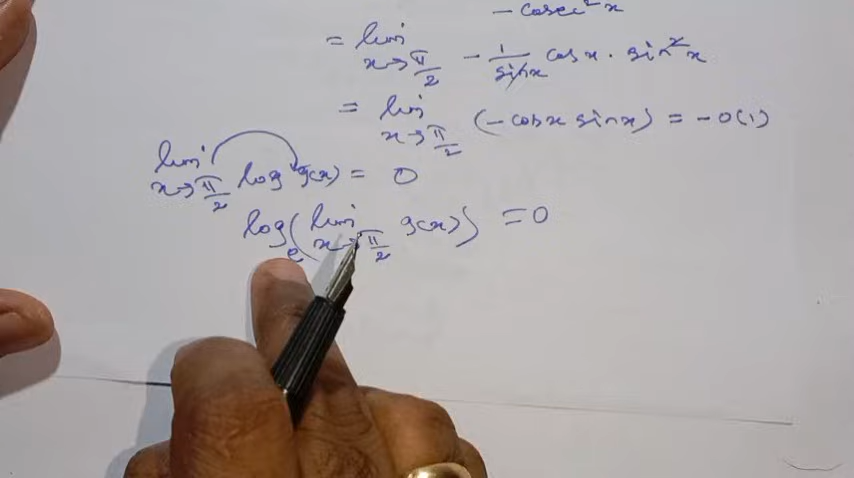 - cosec²x
= lim x→π/2 - 1/sinx cosx · sin²x
= lim x→π/2 (-cosx sinx) = -0(1)
lim x→π/2 log g(x) = 0
logₑ(lim x→π/2 g(x)) = 0